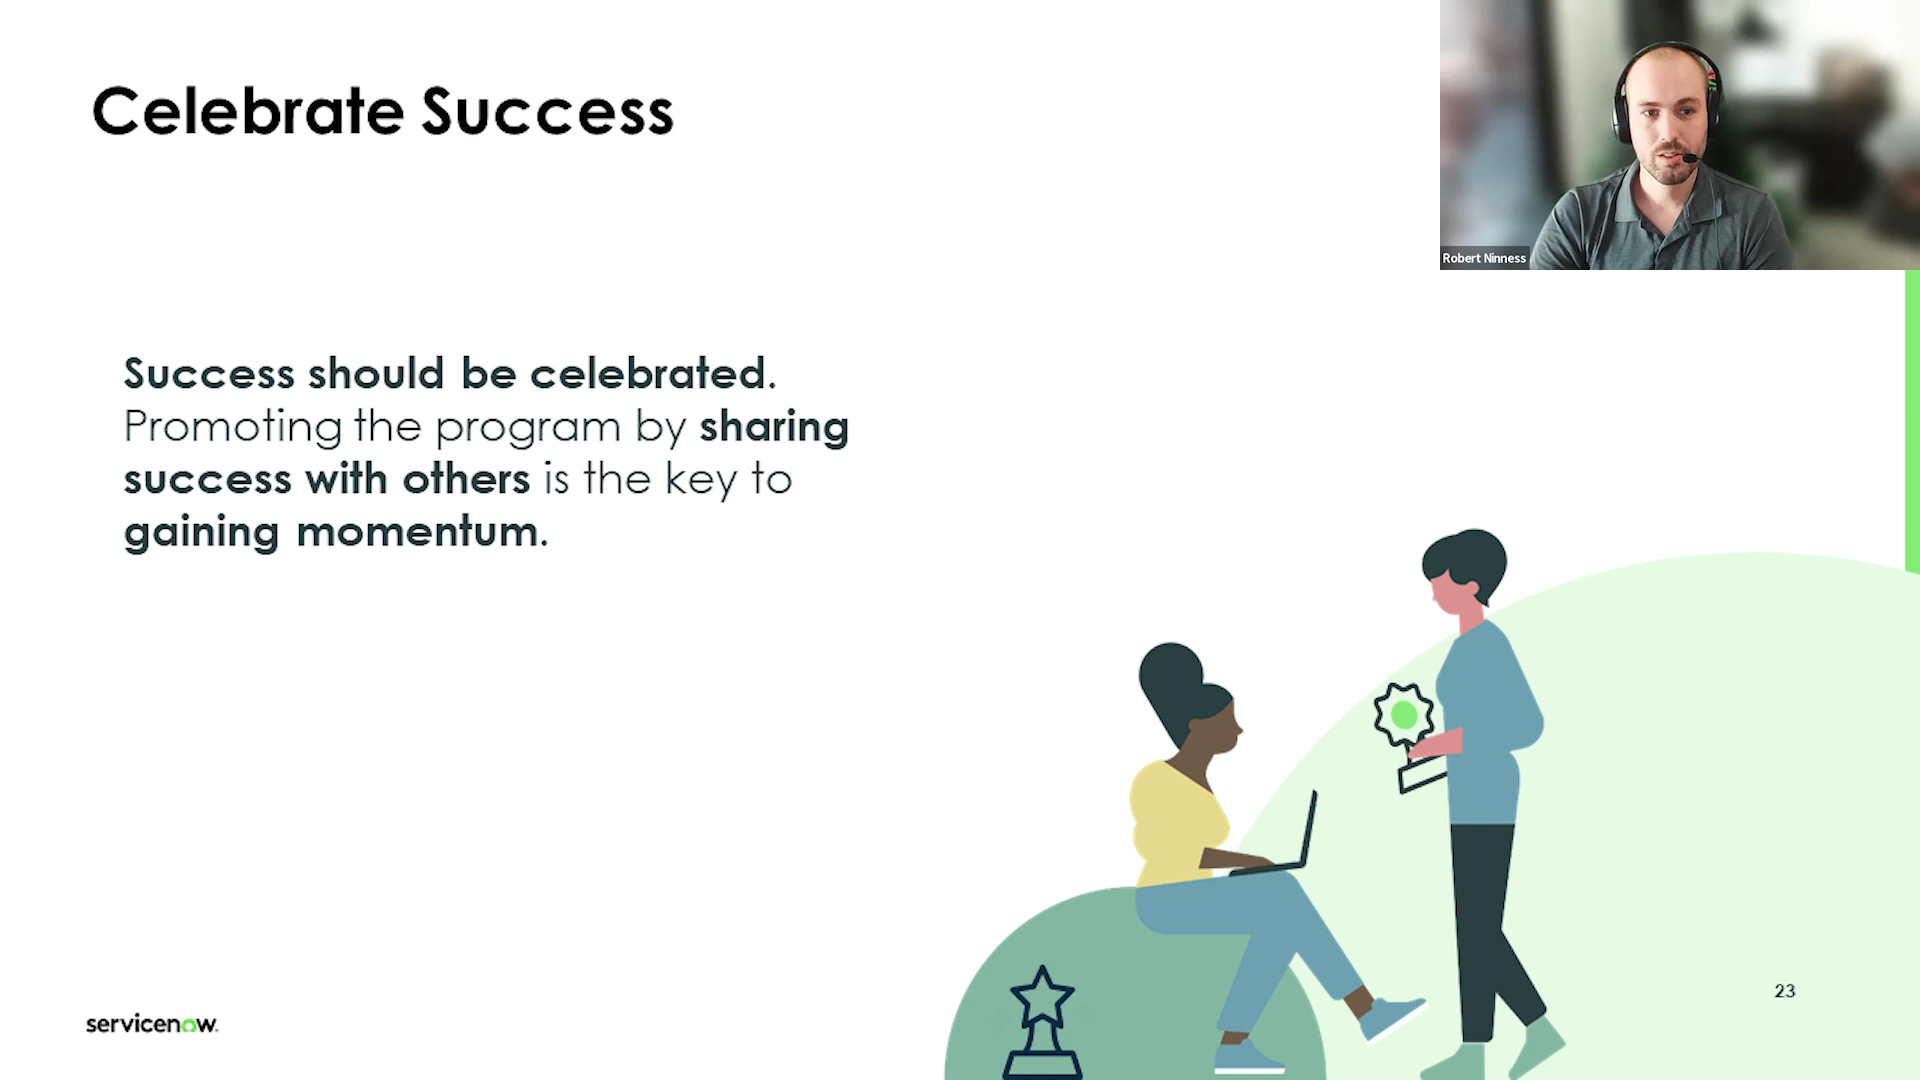 Celebrate Success
Robert Ninness
Success should be celebrated.
Promoting the program by sharing
success with others is the key to
gaining momentum.
23
servicenow.